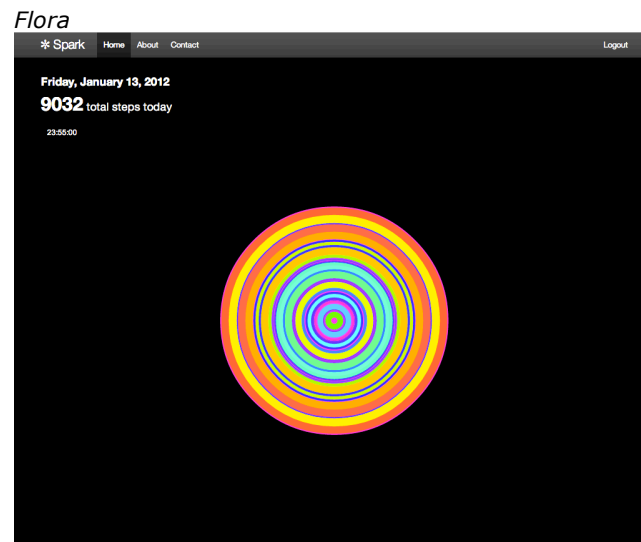 Flora
✻ Spark Home About Contact Logout
Friday, January 13, 2012
9032 total steps today
23:55:00